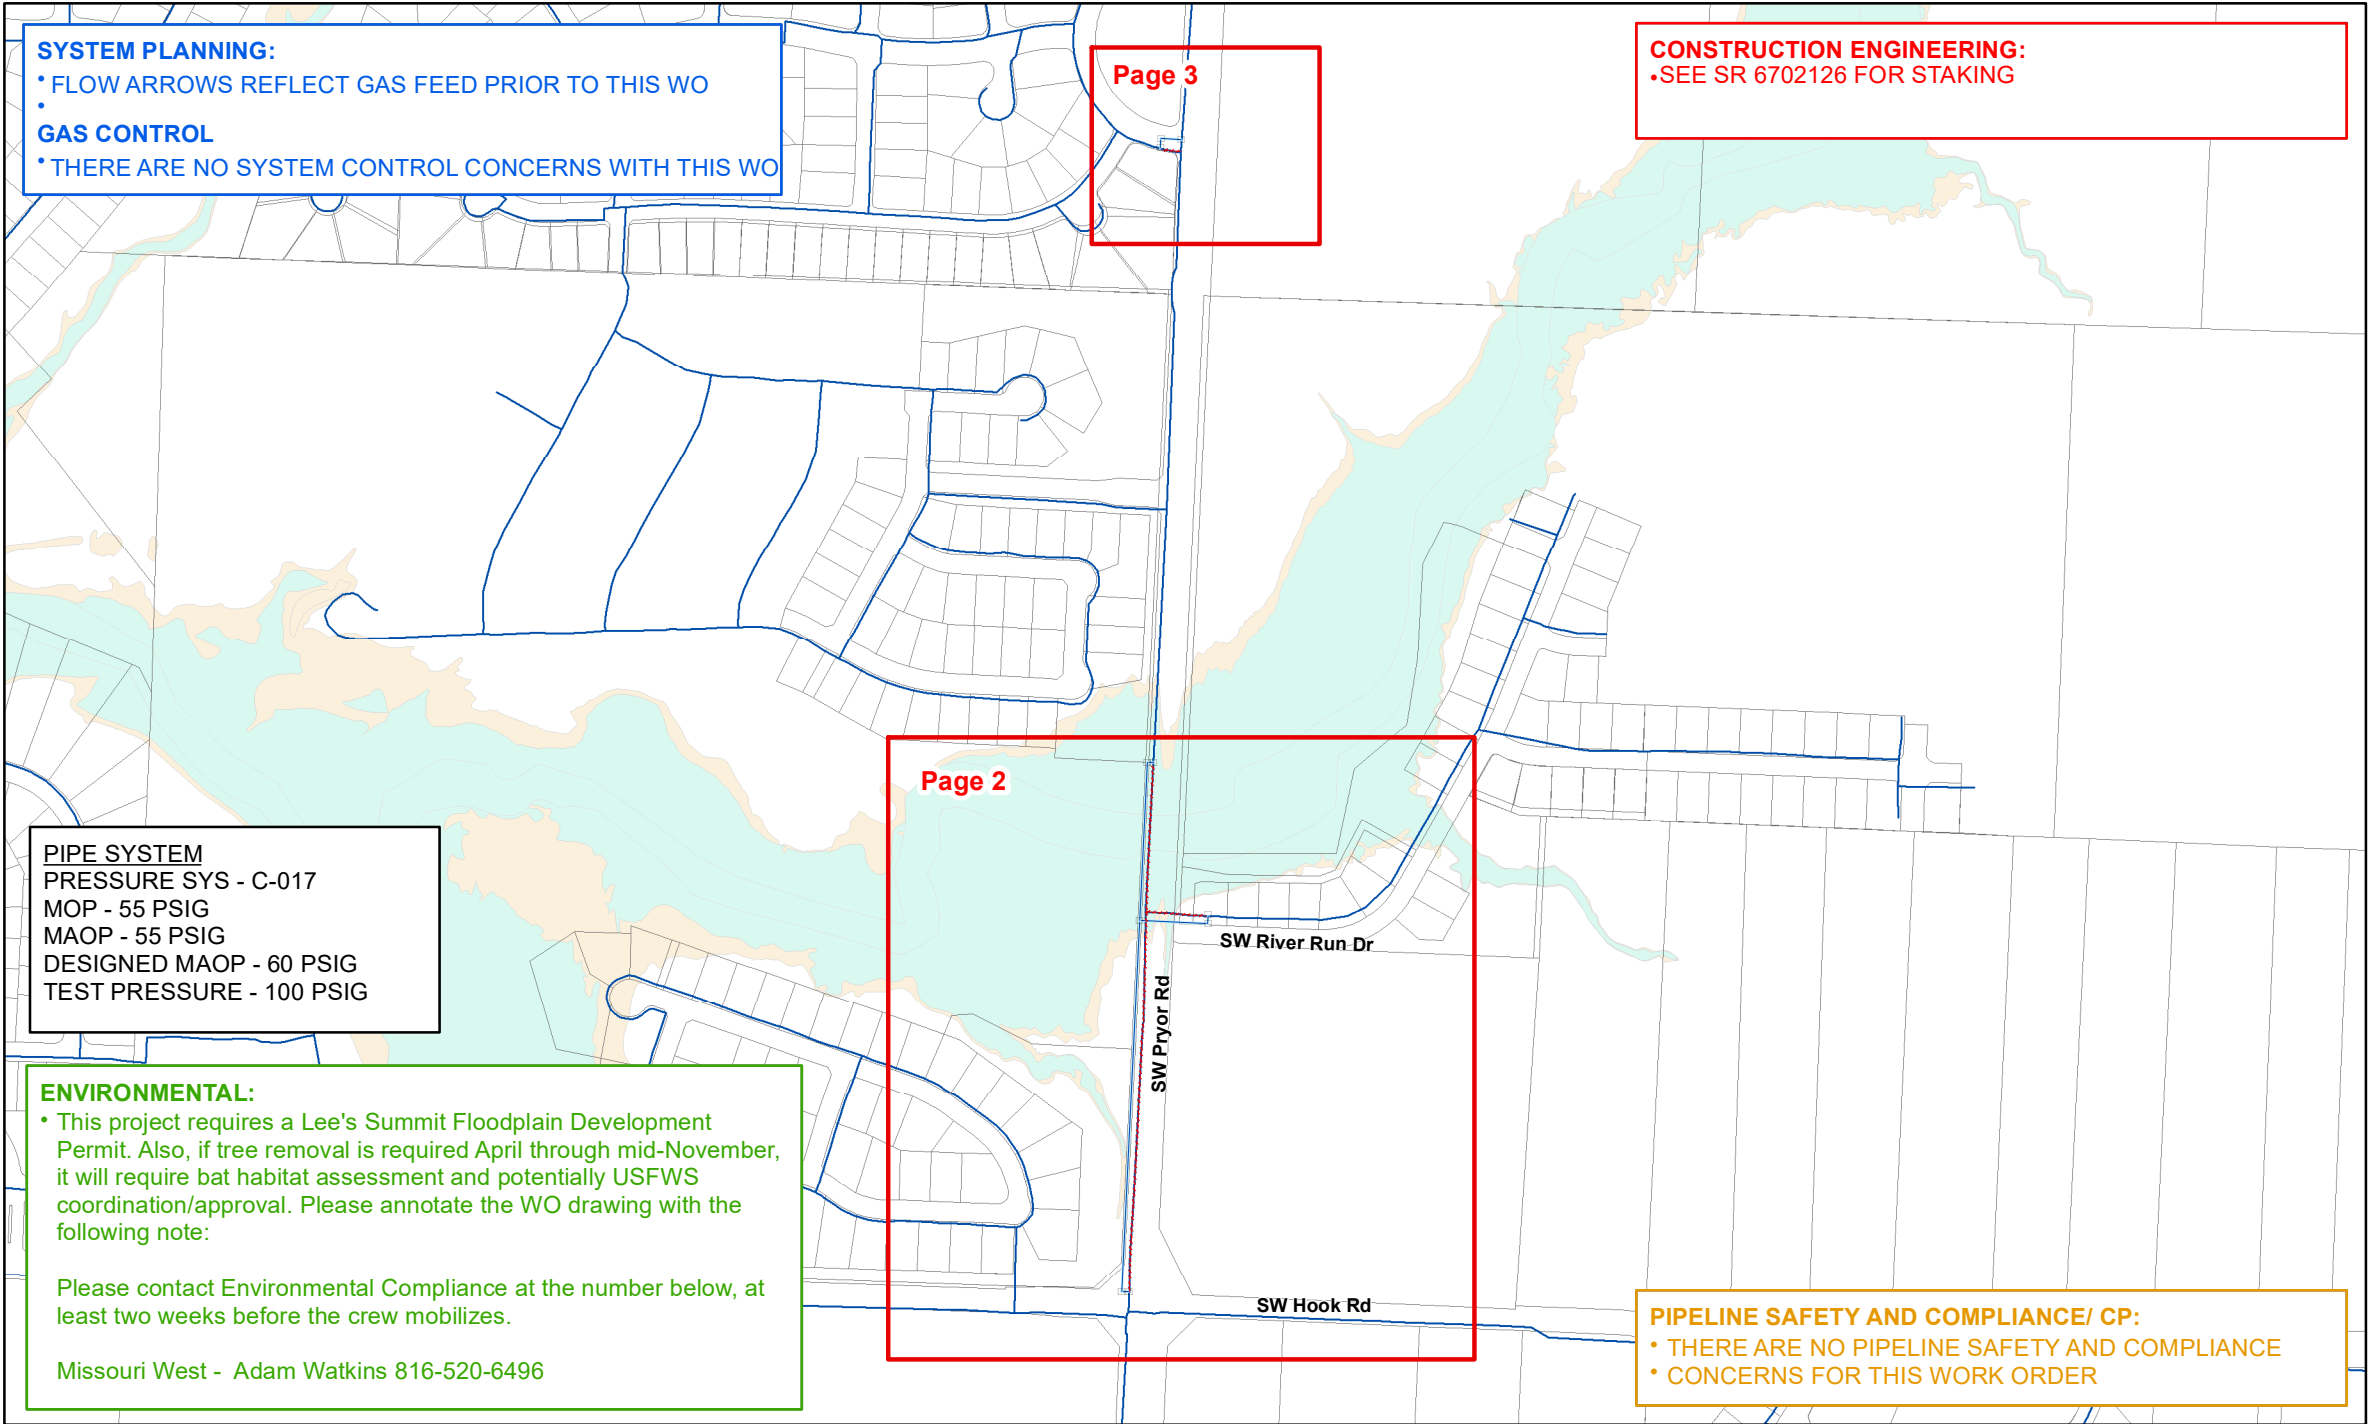 SYSTEM PLANNING:
• FLOW ARROWS REFLECT GAS FEED PRIOR TO THIS WO
•
GAS CONTROL
• THERE ARE NO SYSTEM CONTROL CONCERNS WITH THIS WO
Page 3
CONSTRUCTION ENGINEERING:
•SEE SR 6702126 FOR STAKING
Page 2
PIPE SYSTEM
PRESSURE SYS - C-017
MOP - 55 PSIG
MAOP - 55 PSIG
DESIGNED MAOP - 60 PSIG
TEST PRESSURE - 100 PSIG
SW River Run Dr
SW Pryor Rd
SW Hook Rd
ENVIRONMENTAL:
• This project requires a Lee's Summit Floodplain Development
Permit. Also, if tree removal is required April through mid-November,
it will require bat habitat assessment and potentially USFWS
coordination/approval. Please annotate the WO drawing with the
following note:
Please contact Environmental Compliance at the number below, at
least two weeks before the crew mobilizes.
Missouri West - Adam Watkins 816-520-6496
PIPELINE SAFETY AND COMPLIANCE/ CP:
• THERE ARE NO PIPELINE SAFETY AND COMPLIANCE
• CONCERNS FOR THIS WORK ORDER